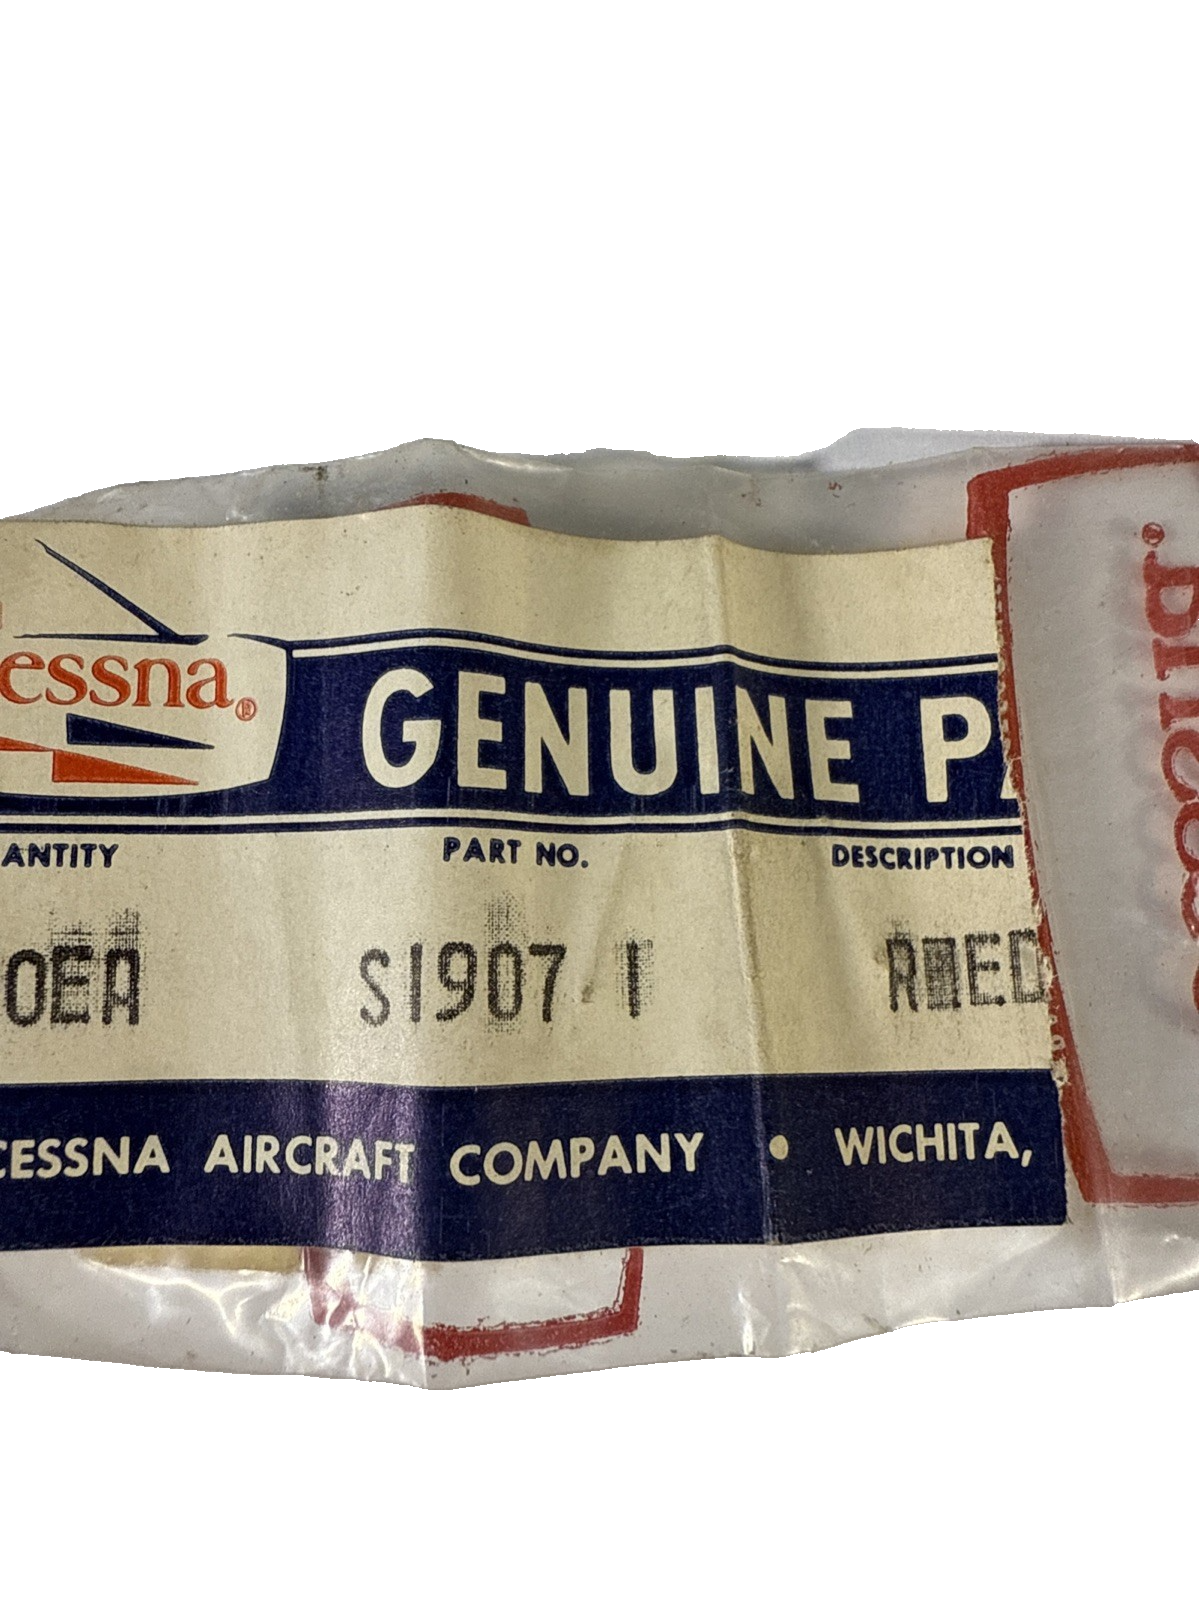 essna®
GENUINE PA
ANTITY PART NO. DESCRIPTION
0EA S1907-1
CESSNA AIRCRAFT COMPANY • WICHITA,